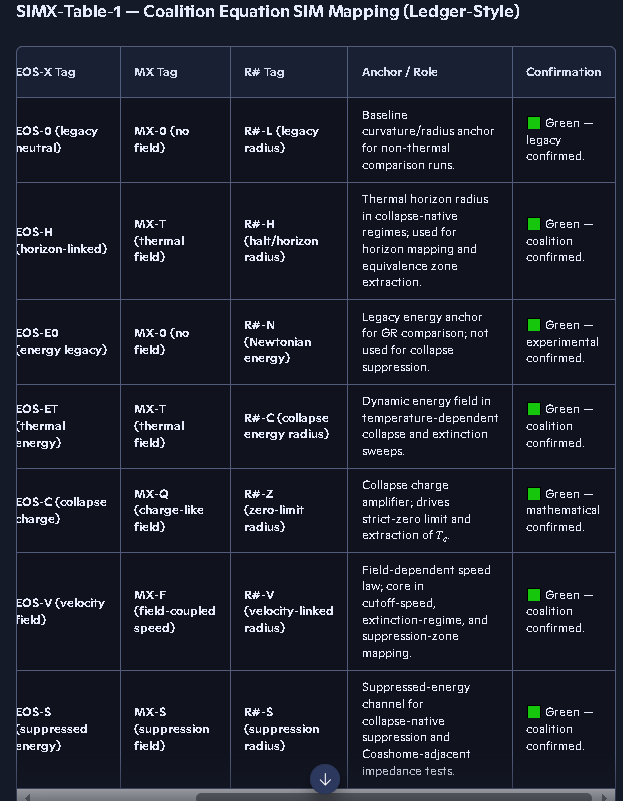 SIMX-Table-1 — Coalition Equation SIM Mapping (Ledger-Style)
EOS-X Tag
MX Tag
R# Tag
Anchor / Role
Confirmation
EOS-0 (legacy
neutral)
MX-0 (no
field)
R#-L (legacy
radius)
Baseline
curvature/radius anchor
for non-thermal
comparison runs.
Green —
legacy
confirmed.
EOS-H
(horizon-linked)
MX-T
(thermal
field)
R#-H
(halt/horizon
radius)
Thermal horizon radius
in collapse-native
regimes; used for
horizon mapping and
equivalence zone
extraction.
Green —
coalition
confirmed.
EOS-E0
(energy legacy)
MX-0 (no
field)
R#-N
(Newtonian
energy)
Legacy energy anchor
for GR comparison; not
used for collapse
suppression.
Green —
experimental
confirmed.
EOS-ET
(thermal
energy)
MX-T
(thermal
field)
R#-C (collapse
energy radius)
Dynamic energy field in
temperature-dependent
collapse and extinction
sweeps.
Green —
coalition
confirmed.
EOS-C (collapse
charge)
MX-Q
(charge-like
field)
R#-Z
(zero-limit
radius)
Collapse charge
amplifier; drives
strict-zero limit and
extraction of Tₑ.
Green —
mathematical
confirmed.
EOS-V (velocity
field)
MX-F
(field-coupled
speed)
R#-V
(velocity-linked
radius)
Field-dependent speed
law; core in
cutoff-speed,
extinction-regime, and
suppression-zone
mapping.
Green —
coalition
confirmed.
EOS-S
(suppressed
energy)
MX-S
(suppression
field)
R#-S
(suppression
radius)
Suppressed-energy
channel for
collapse-native
suppression and
Coashome-adjacent
impedance tests.
Green —
coalition
confirmed.